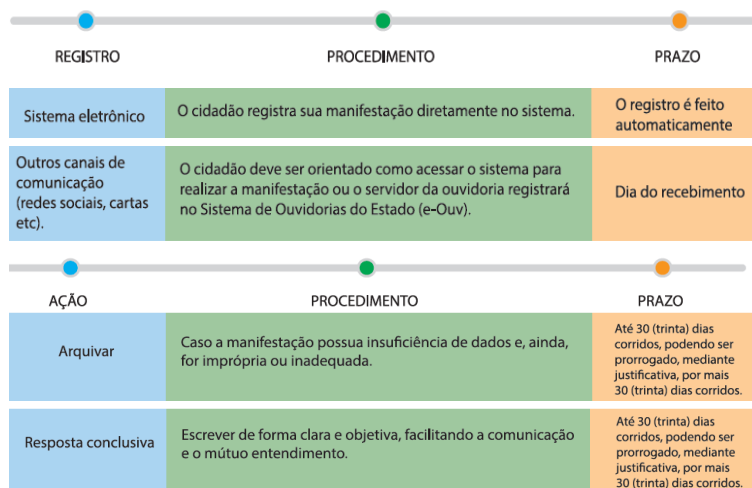 REGISTRO PROCEDIMENTO PRAZO
Sistema eletrônico
O cidadão registra sua manifestação diretamente no sistema.
O registro é feito
automaticamente
Outros canais de
comunicação
(redes sociais, cartas
etc).
O cidadão deve ser orientado como acessar o sistema para
realizar a manifestação ou o servidor da ouvidoria registrará
no Sistema de Ouvidorias do Estado (e-Ouv).
Dia do recebimento
AÇÃO PROCEDIMENTO PRAZO
Arquivar
Caso a manifestação possua insuficiência de dados e, ainda,
for imprópria ou inadequada.
Até 30 (trinta) dias
corridos, podendo ser
prorrogado, mediante
justificativa, por mais
30 (trinta) dias corridos.
Resposta conclusiva
Escrever de forma clara e objetiva, facilitando a comunicação
e o mútuo entendimento.
Até 30 (trinta) dias
corridos, podendo ser
prorrogado, mediante
justificativa, por mais
30 (trinta) dias corridos.